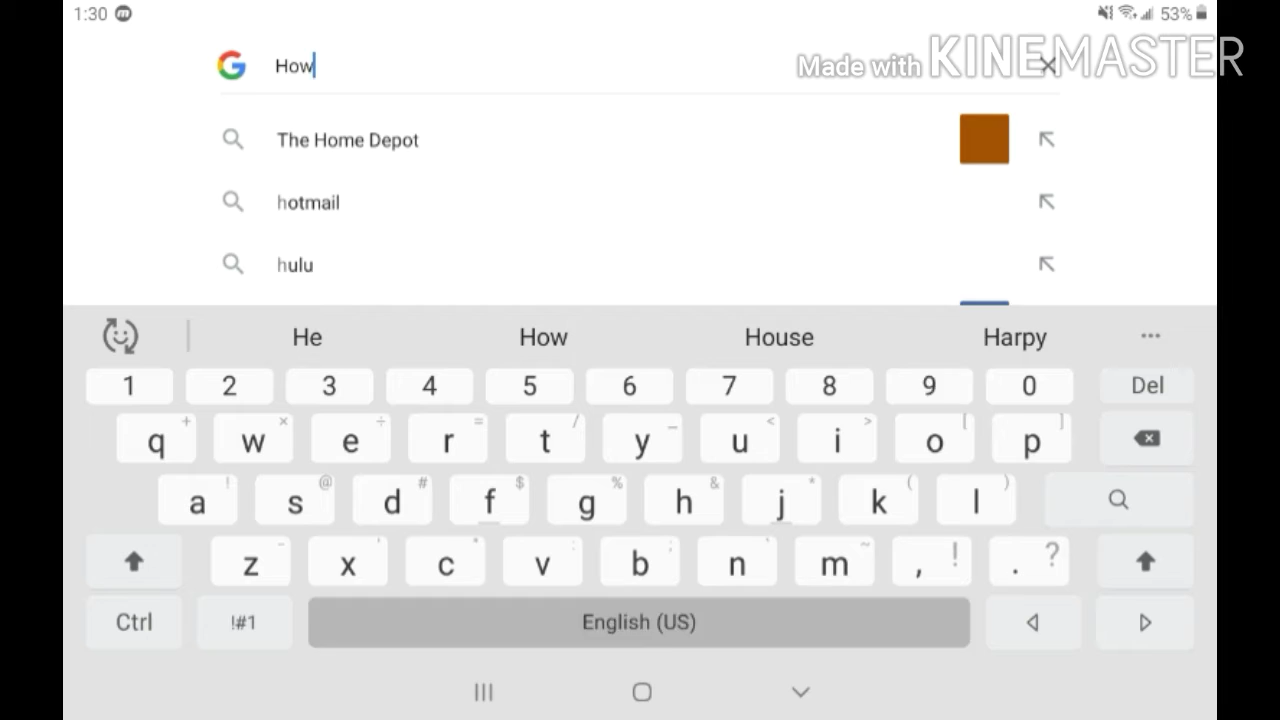 1:30 m 53%
Made with KINEMASTER
G How
The Home Depot
hotmail
hulu
He How House Harpy ...
1 2 3 4 5 6 7 8 9 0 Del
q + w × e ÷ r = t / y _ u < i > o [ p ]
a ! s @ d # f $ g % h & j * k ( l )
z - x ' c " v : b ; n ' m ~ , ! . ?
Ctrl !#1 English (US)